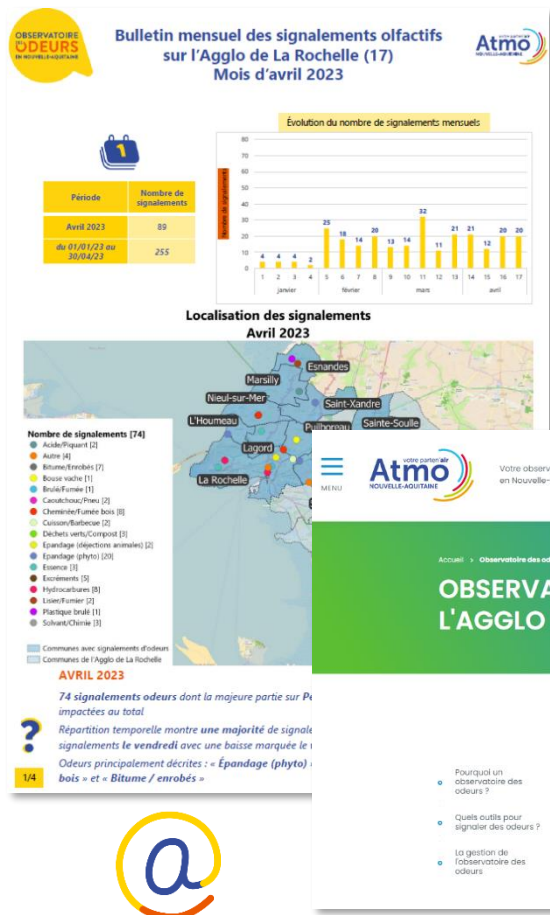 OBSERVATOIRE
DES
ODEURS
EN NOUVELLE-AQUITAINE
Bulletin mensuel des signalements olfactifs
sur l'Agglo de La Rochelle (17)
Mois d'avril 2023
votre parten'air
Atmo
NOUVELLE-AQUITAINE
1
Période
Nombre de
signalements
Avril 2023
89
du 01/01/23 au
30/04/23
255
Évolution du nombre de signalements mensuels
Nombre de signalements
80
70
60
50
40
30
20
10
0
4 4 4 2 25 18 14 20 13 14 32 11 21 21 12 20 20
1 2 3 4 5 6 7 8 9 10 11 12 13 14 15 16 17
janvier février mars avril
Localisation des signalements
Avril 2023
Esnandes
Marsilly
Nieul-sur-Mer
Saint-Xandre
L'Houmeau
Puilboreau
Sainte-Soulle
Lagord
La Rochelle
Nombre de signalements [74]
Acide/Piquant [2]
Autre [4]
Bitume/Enrobés [7]
Bouse vache [1]
Brulé/Fumée [1]
Caoutchouc/Pneu [2]
Cheminée/Fumée bois [8]
Cuisson/Barbecue [2]
Déchets verts/Compost [3]
Epandage (déjections animales) [2]
Epandage (phyto) [20]
Essence [3]
Excréments [5]
Hydrocarbures [8]
Lisier/Fumier [2]
Plastique brulé [1]
Solvant/Chimie [3]
Communes avec signalements d'odeurs
Communes de l'Agglo de La Rochelle
AVRIL 2023
74 signalements odeurs dont la majeure partie sur
impactées au total
Répartition temporelle montre une majorité de
signalements le vendredi avec une baisse marquée le
Odeurs principalement décrites : « Épandage (phyto)
bois » et « Bitume / enrobés »
?
1/4
@
MENU
votre parten'air
Atmo
NOUVELLE-AQUITAINE
Votre
en Nouvelle-
Accueil > Observatoire des
OBSERVA
L'AGGLO
Pourquoi un
observatoire des
odeurs ?
Quels outils pour
signaler des odeurs ?
La gestion de
l'observatoire des
odeurs